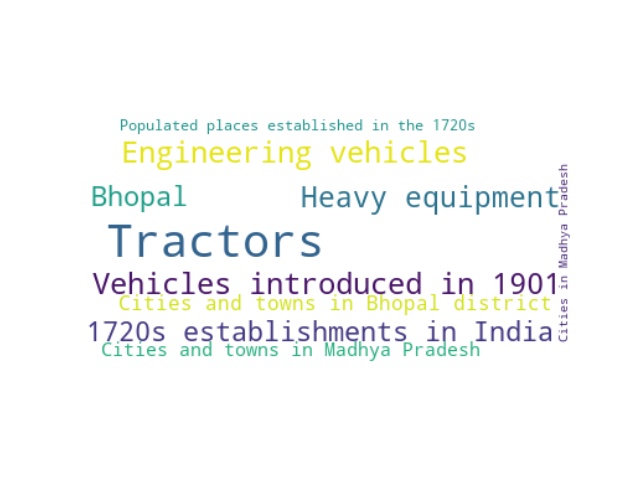 Populated places established in the 1720s
Engineering vehicles
Bhopal
Heavy equipment
Tractors
Vehicles introduced in 1901
Cities and towns in Bhopal district
1720s establishments in India
Cities and towns in Madhya Pradesh
Cities in Madhya Pradesh